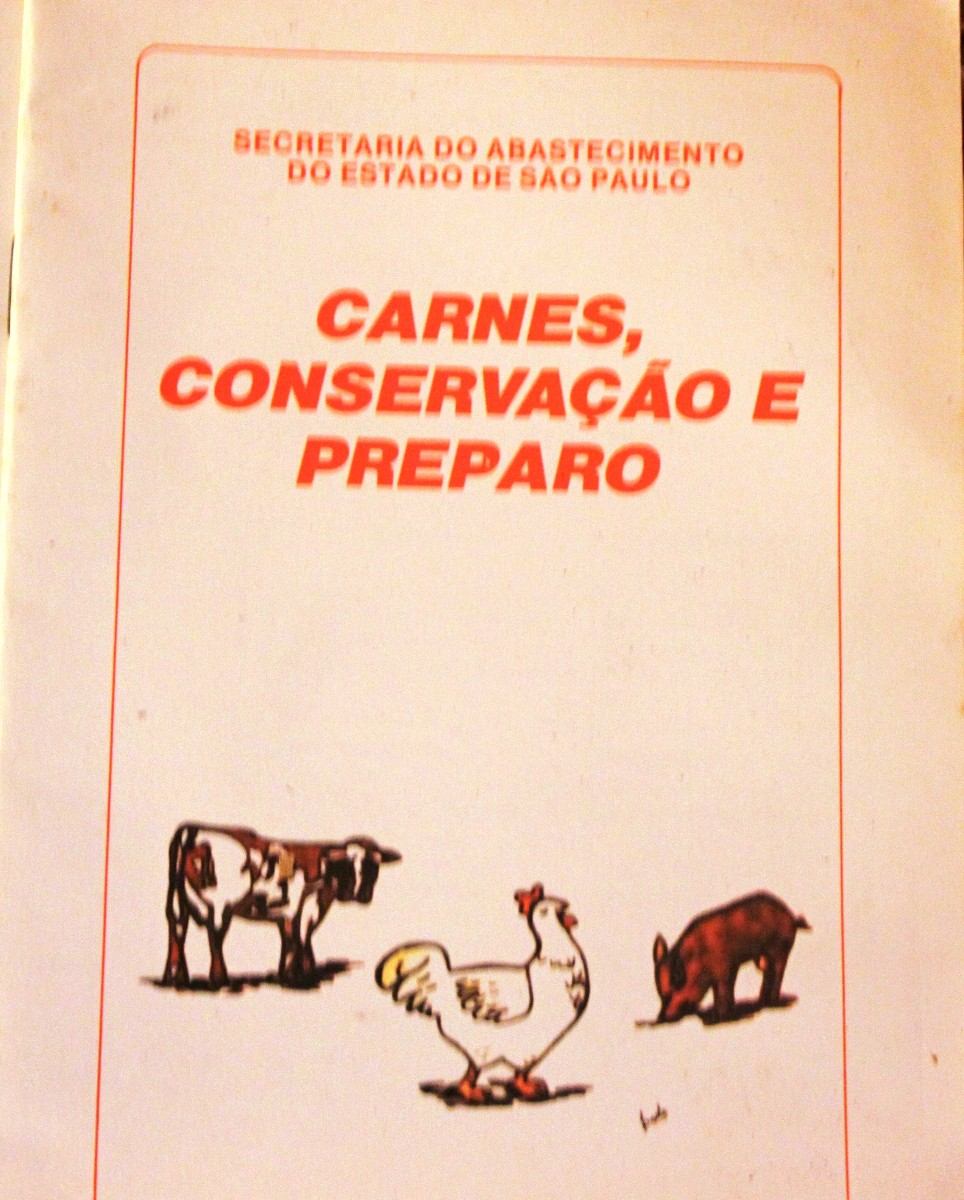 SECRETARIA DO ABASTECIMENTO
DO ESTADO DE SÃO PAULO
CARNES,
CONSERVAÇÃO E
PREPARO